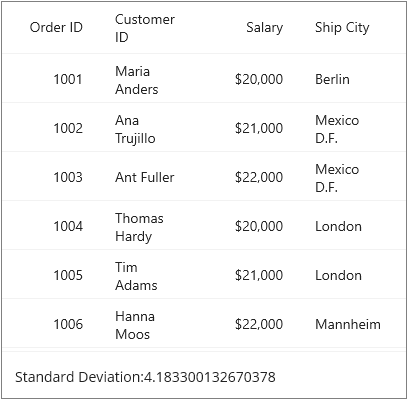 Order ID Customer ID Salary Ship City
1001 Maria Anders $20,000 Berlin
1002 Ana Trujillo $21,000 Mexico D.F.
1003 Ant Fuller $22,000 Mexico D.F.
1004 Thomas Hardy $20,000 London
1005 Tim Adams $21,000 London
1006 Hanna Moos $22,000 Mannheim
Standard Deviation:4.183300132670378